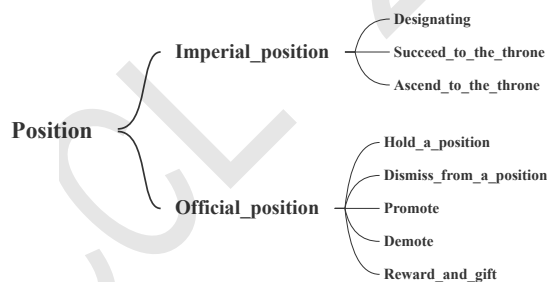 Position
Imperial_position
Designating
Succeed_to_the_throne
Ascend_to_the_throne
Official_position
Hold_a_position
Dismiss_from_a_position
Promote
Demote
Reward_and_gift